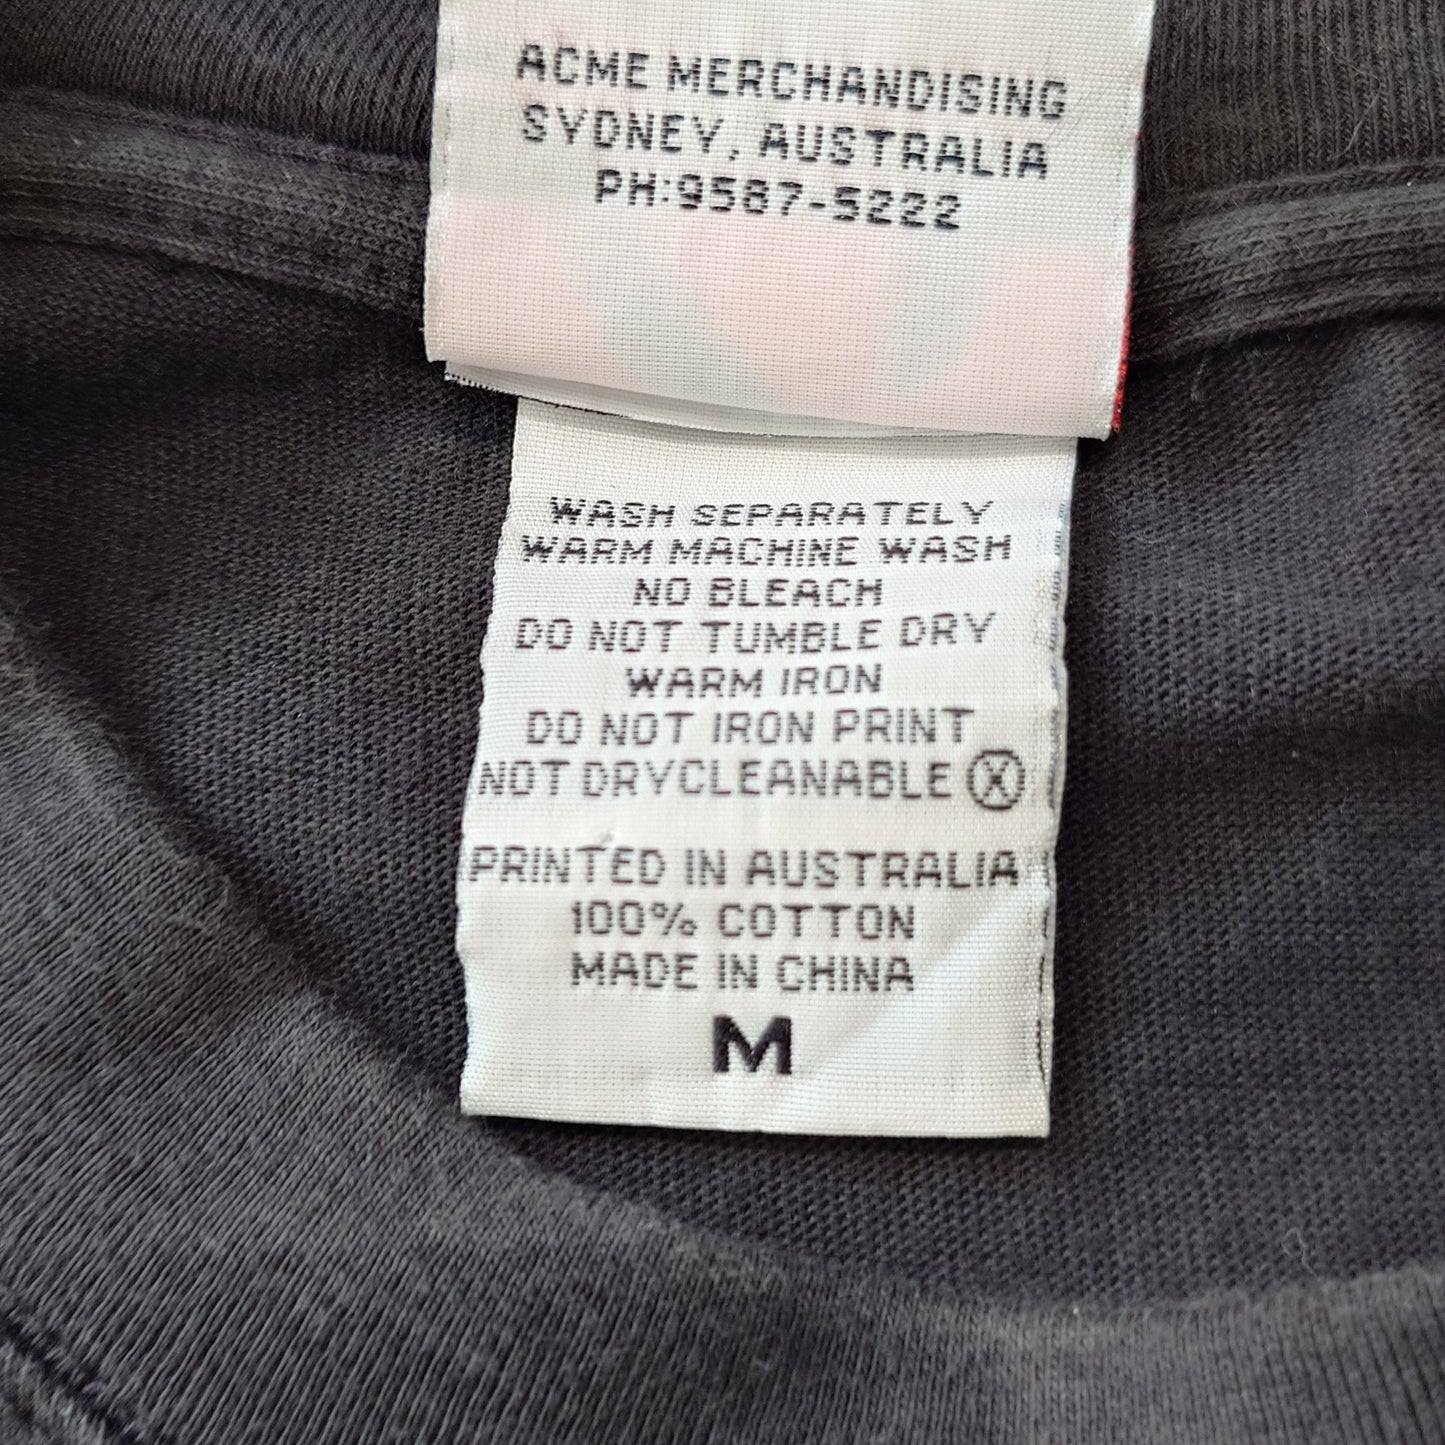 ACME MERCHANDISING
SYDNEY, AUSTRALIA
PH:9587-5222
WASH SEPARATELY
WARM MACHINE WASH
NO BLEACH
DO NOT TUMBLE DRY
WARM IRON
DO NOT IRON PRINT
NOT DRYCLEANABLE Ⓧ
PRINTED IN AUSTRALIA
100% COTTON
MADE IN CHINA
M